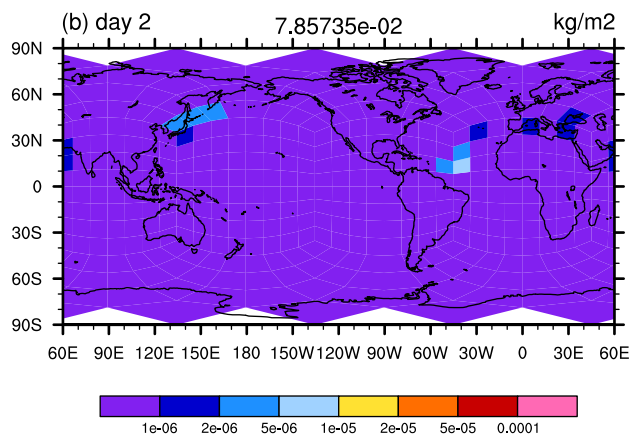 (b) day 2 7.85735e-02 kg/m2
90N
60N
30N
0
30S
60S
90S
60E 90E 120E 150E 180 150W 120W 90W 60W 30W 0 30E 60E
1e-06 2e-06 5e-06 1e-05 2e-05 5e-05 0.0001